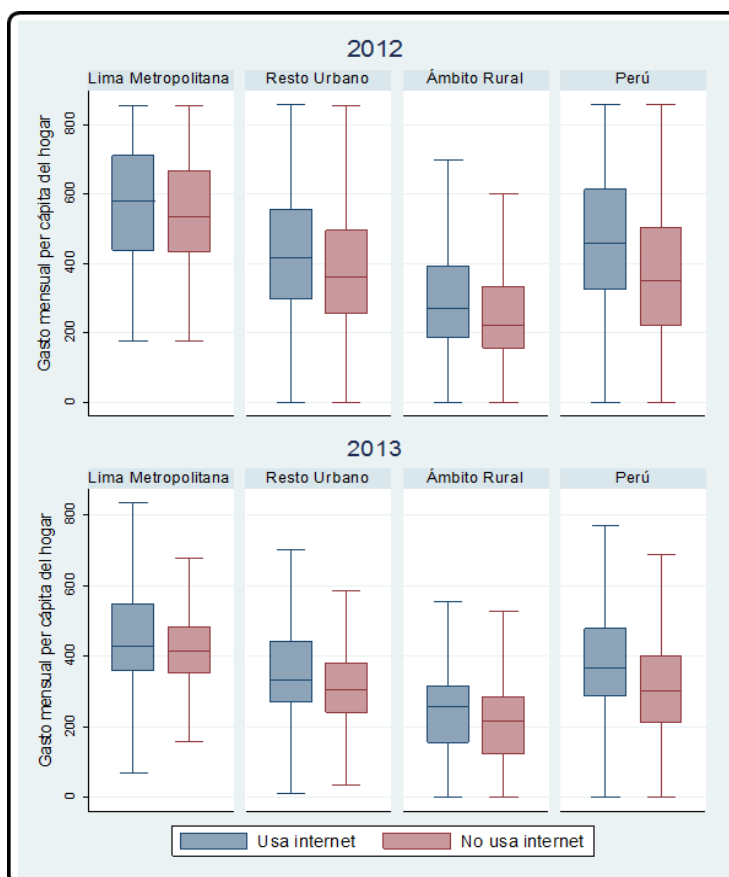 2012
Lima Metropolitana Resto Urbano Ámbito Rural Perú
Gasto mensual per cápita del hogar
800
600
400
200
0
2013
Lima Metropolitana Resto Urbano Ámbito Rural Perú
Gasto mensual per cápita del hogar
800
600
400
200
0
Usa internet No usa internet